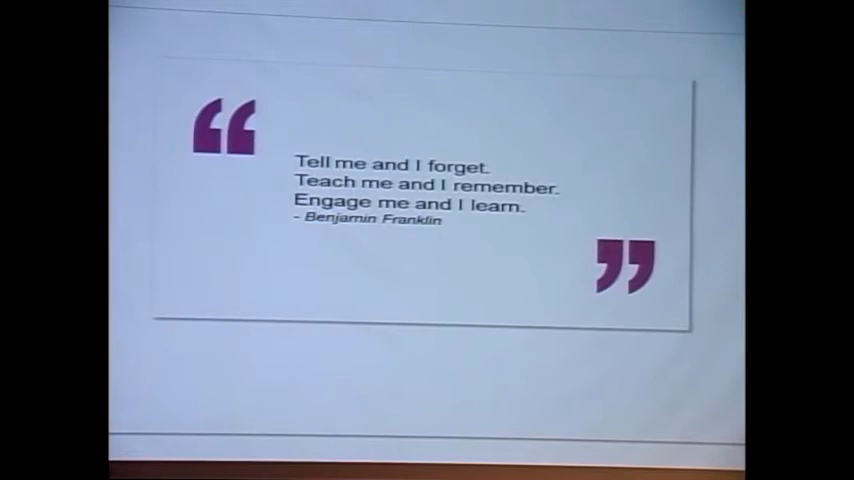 “
Tell me and I forget.
Teach me and I remember.
Engage me and I learn.
- Benjamin Franklin
”